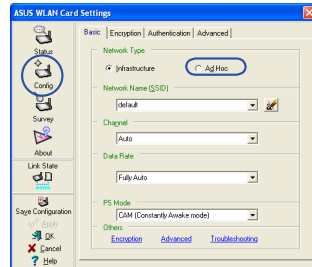 ASUS WLAN Card Settings
Status
Config
Survey
About
Link State
Save Configuration
Apply
OK
Cancel
Help
Basic Encryption Authentication Advanced
Network Type
Infrastructure Ad Hoc
Network Name (SSID)
default
Channel
Auto
Data Rate
Fully Auto
PS Mode
CAM (Constantly Awake mode)
Others
Encryption Advanced Troubleshooting